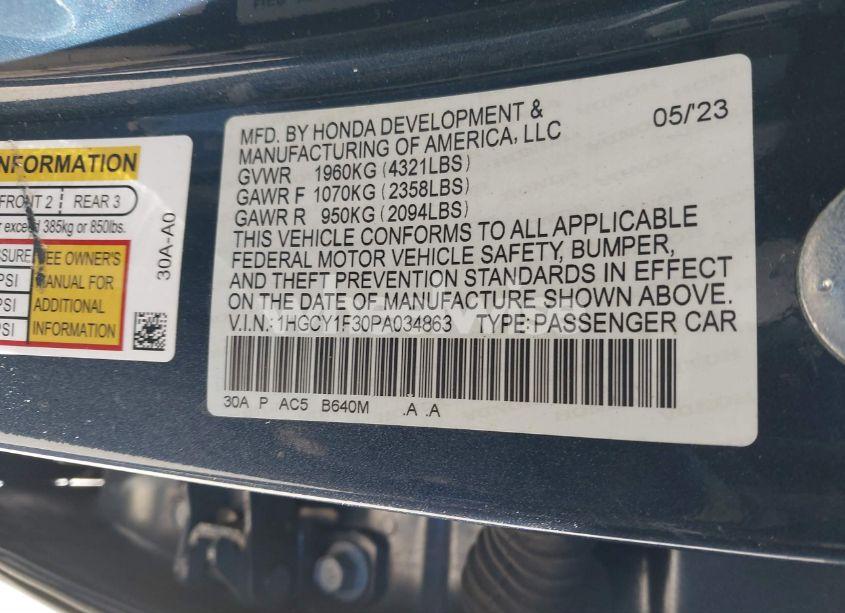 NFORMATION
FRONT 2 REAR 3
exceed 385kg or 850lbs.
SEE OWNER'S
PSI MANUAL FOR
PSI ADDITIONAL
PSI INFORMATION
30A-A0
MFD. BY HONDA DEVELOPMENT & 05/'23
MANUFACTURING OF AMERICA, LLC
GVWR 1960KG (4321LBS)
GAWR F 1070KG (2358LBS)
GAWR R 950KG (2094LBS)
THIS VEHICLE CONFORMS TO ALL APPLICABLE
FEDERAL MOTOR VEHICLE SAFETY, BUMPER,
AND THEFT PREVENTION STANDARDS IN EFFECT
ON THE DATE OF MANUFACTURE SHOWN ABOVE.
V.I.N.: 1HGCY1F30PA034863 TYPE: PASSENGER CAR
30A P AC5 B640M .A .A